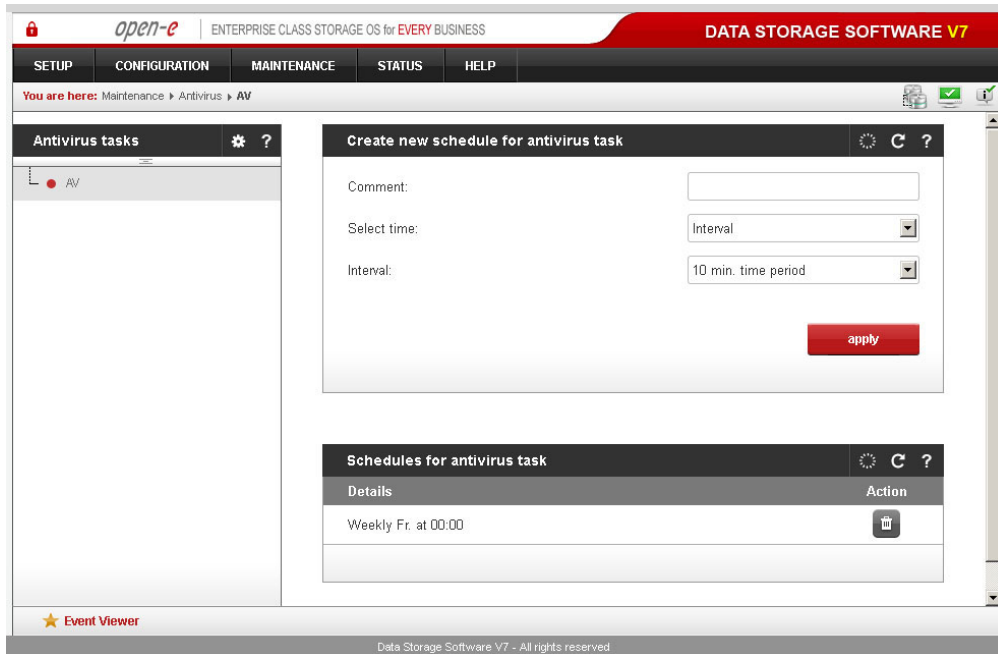 open-e ENTERPRISE CLASS STORAGE OS for EVERY BUSINESS DATA STORAGE SOFTWARE V7
SETUP CONFIGURATION MAINTENANCE STATUS HELP
You are here: Maintenance Antivirus AV
Antivirus tasks ?
AV
Create new schedule for antivirus task ?
Comment:
Select time: Interval
Interval: 10 min. time period
apply
Schedules for antivirus task ?
Details Action
Weekly Fr. at 00:00
Event Viewer
Data Storage Software V7 - All rights reserved